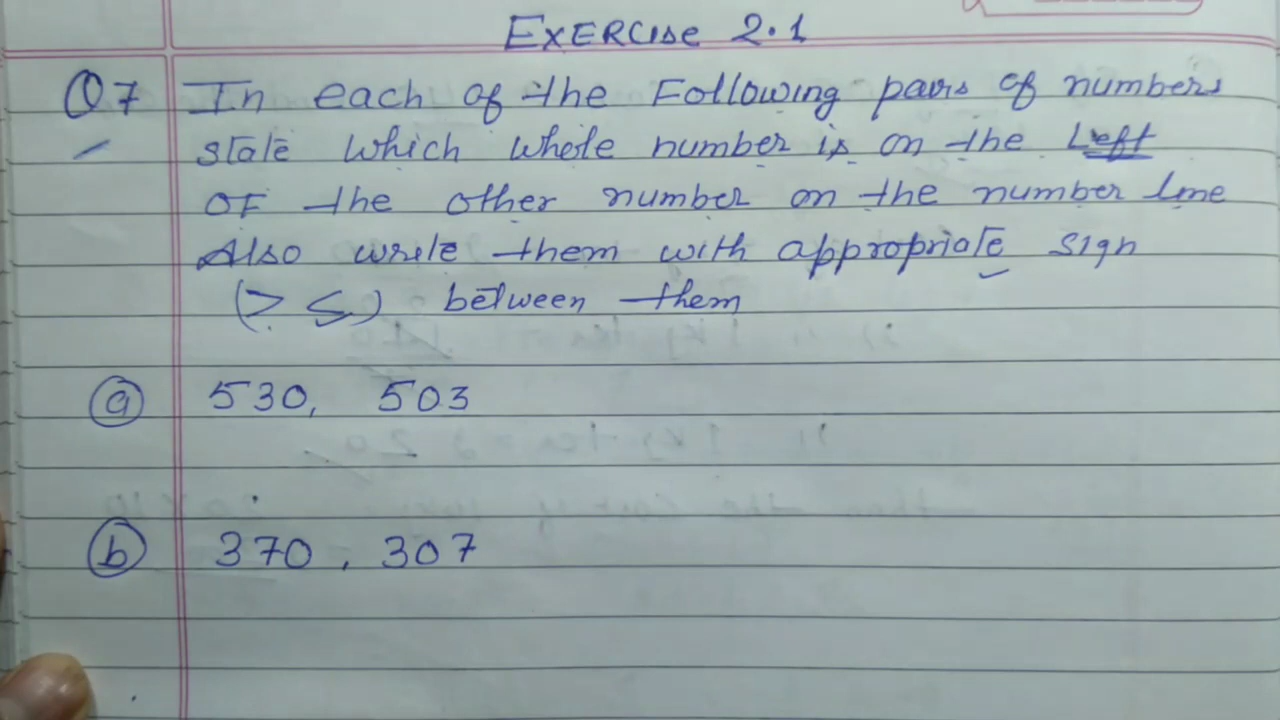 EXERCISE 2.1
Q7 In each of the Following pairs of numbers
state which whole number is on the Left
OF the other number on the number line
Also write them with appropriate sign
(>, <) between them
(a) 530, 503
(b) 370, 307